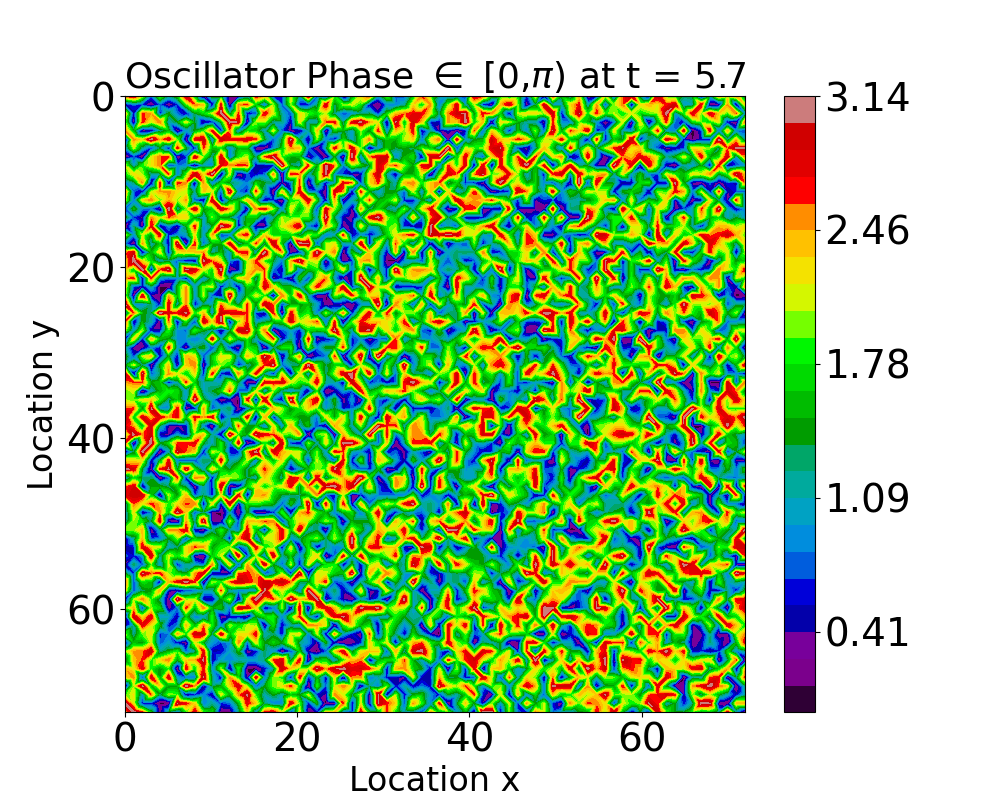 Oscillator Phase ∈ [0,π) at t = 5.7
0
20
40
60
Location y
0 20 40 60
Location x
3.14
2.46
1.78
1.09
0.41